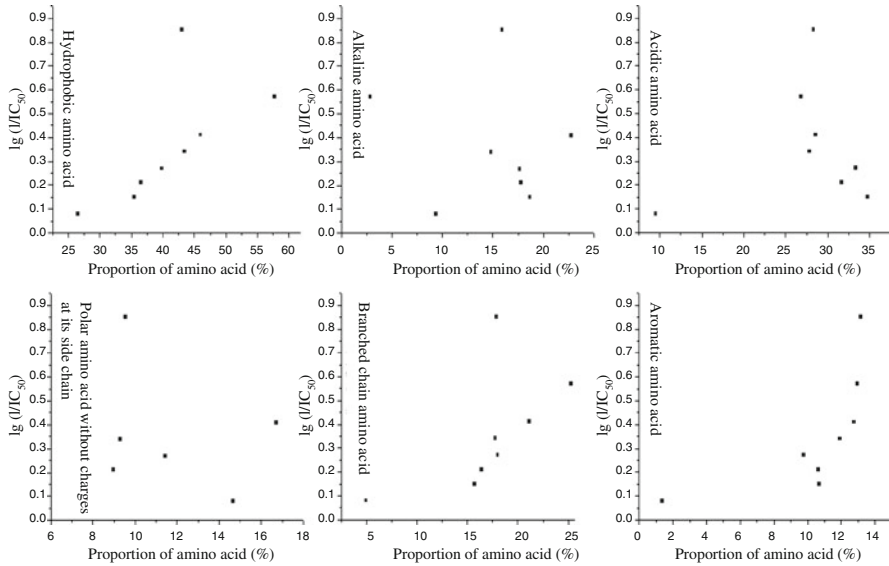 0.9
0.8
0.7
0.6
0.5
0.4
0.3
0.2
0.1
0.0
lg (l/IC50)
Hydrophobic amino acid
25 30 35 40 45 50 55 60
Proportion of amino acid (%)
0.9
0.8
0.7
0.6
0.5
0.4
0.3
0.2
0.1
0.0
lg (l/IC50)
Alkaline amino acid
0 5 10 15 20 25
Proportion of amino acid (%)
0.9
0.8
0.7
0.6
0.5
0.4
0.3
0.2
0.1
0.0
lg (l/IC50)
Acidic amino acid
10 15 20 25 30 35
Proportion of amino acid (%)
0.9
0.8
0.7
0.6
0.5
0.4
0.3
0.2
0.1
0.0
lg (l/IC50)
Polar amino acid without charges
at its side chain
6 8 10 12 14 16 18
Proportion of amino acid (%)
0.9
0.8
0.7
0.6
0.5
0.4
0.3
0.2
0.1
0.0
lg (l/IC50)
Branched chain amino acid
5 10 15 20 25
Proportion of amino acid (%)
0.9
0.8
0.7
0.6
0.5
0.4
0.3
0.2
0.1
0.0
lg (l/IC50)
Aromatic amino acid
0 2 4 6 8 10 12 14
Proportion of amino acid (%)